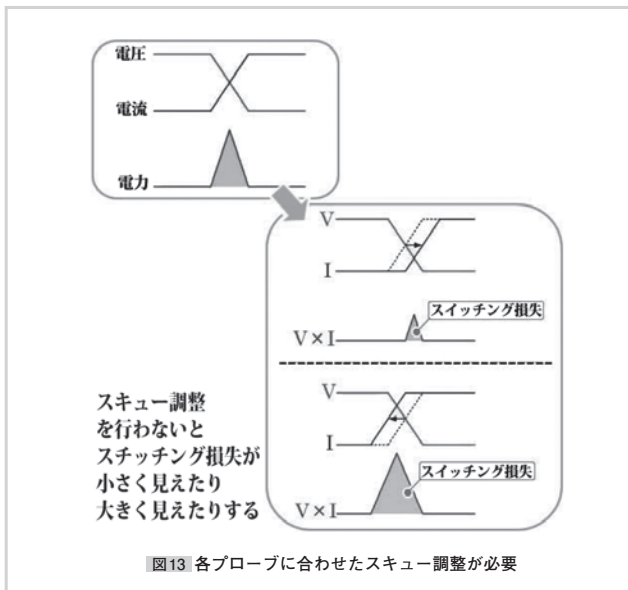 電圧
電流
電力
V
I
スイッチング損失
V×I
V
I
スイッチング損失
V×I
スキュー調整
を行わないと
スチッチング損失が
小さく見えたり
大きく見えたりする
図13 各プローブに合わせたスキュー調整が必要